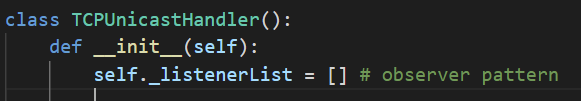 class TCPUnicastHandler():
    def __init__(self):
        self._listenerList = [] # observer pattern